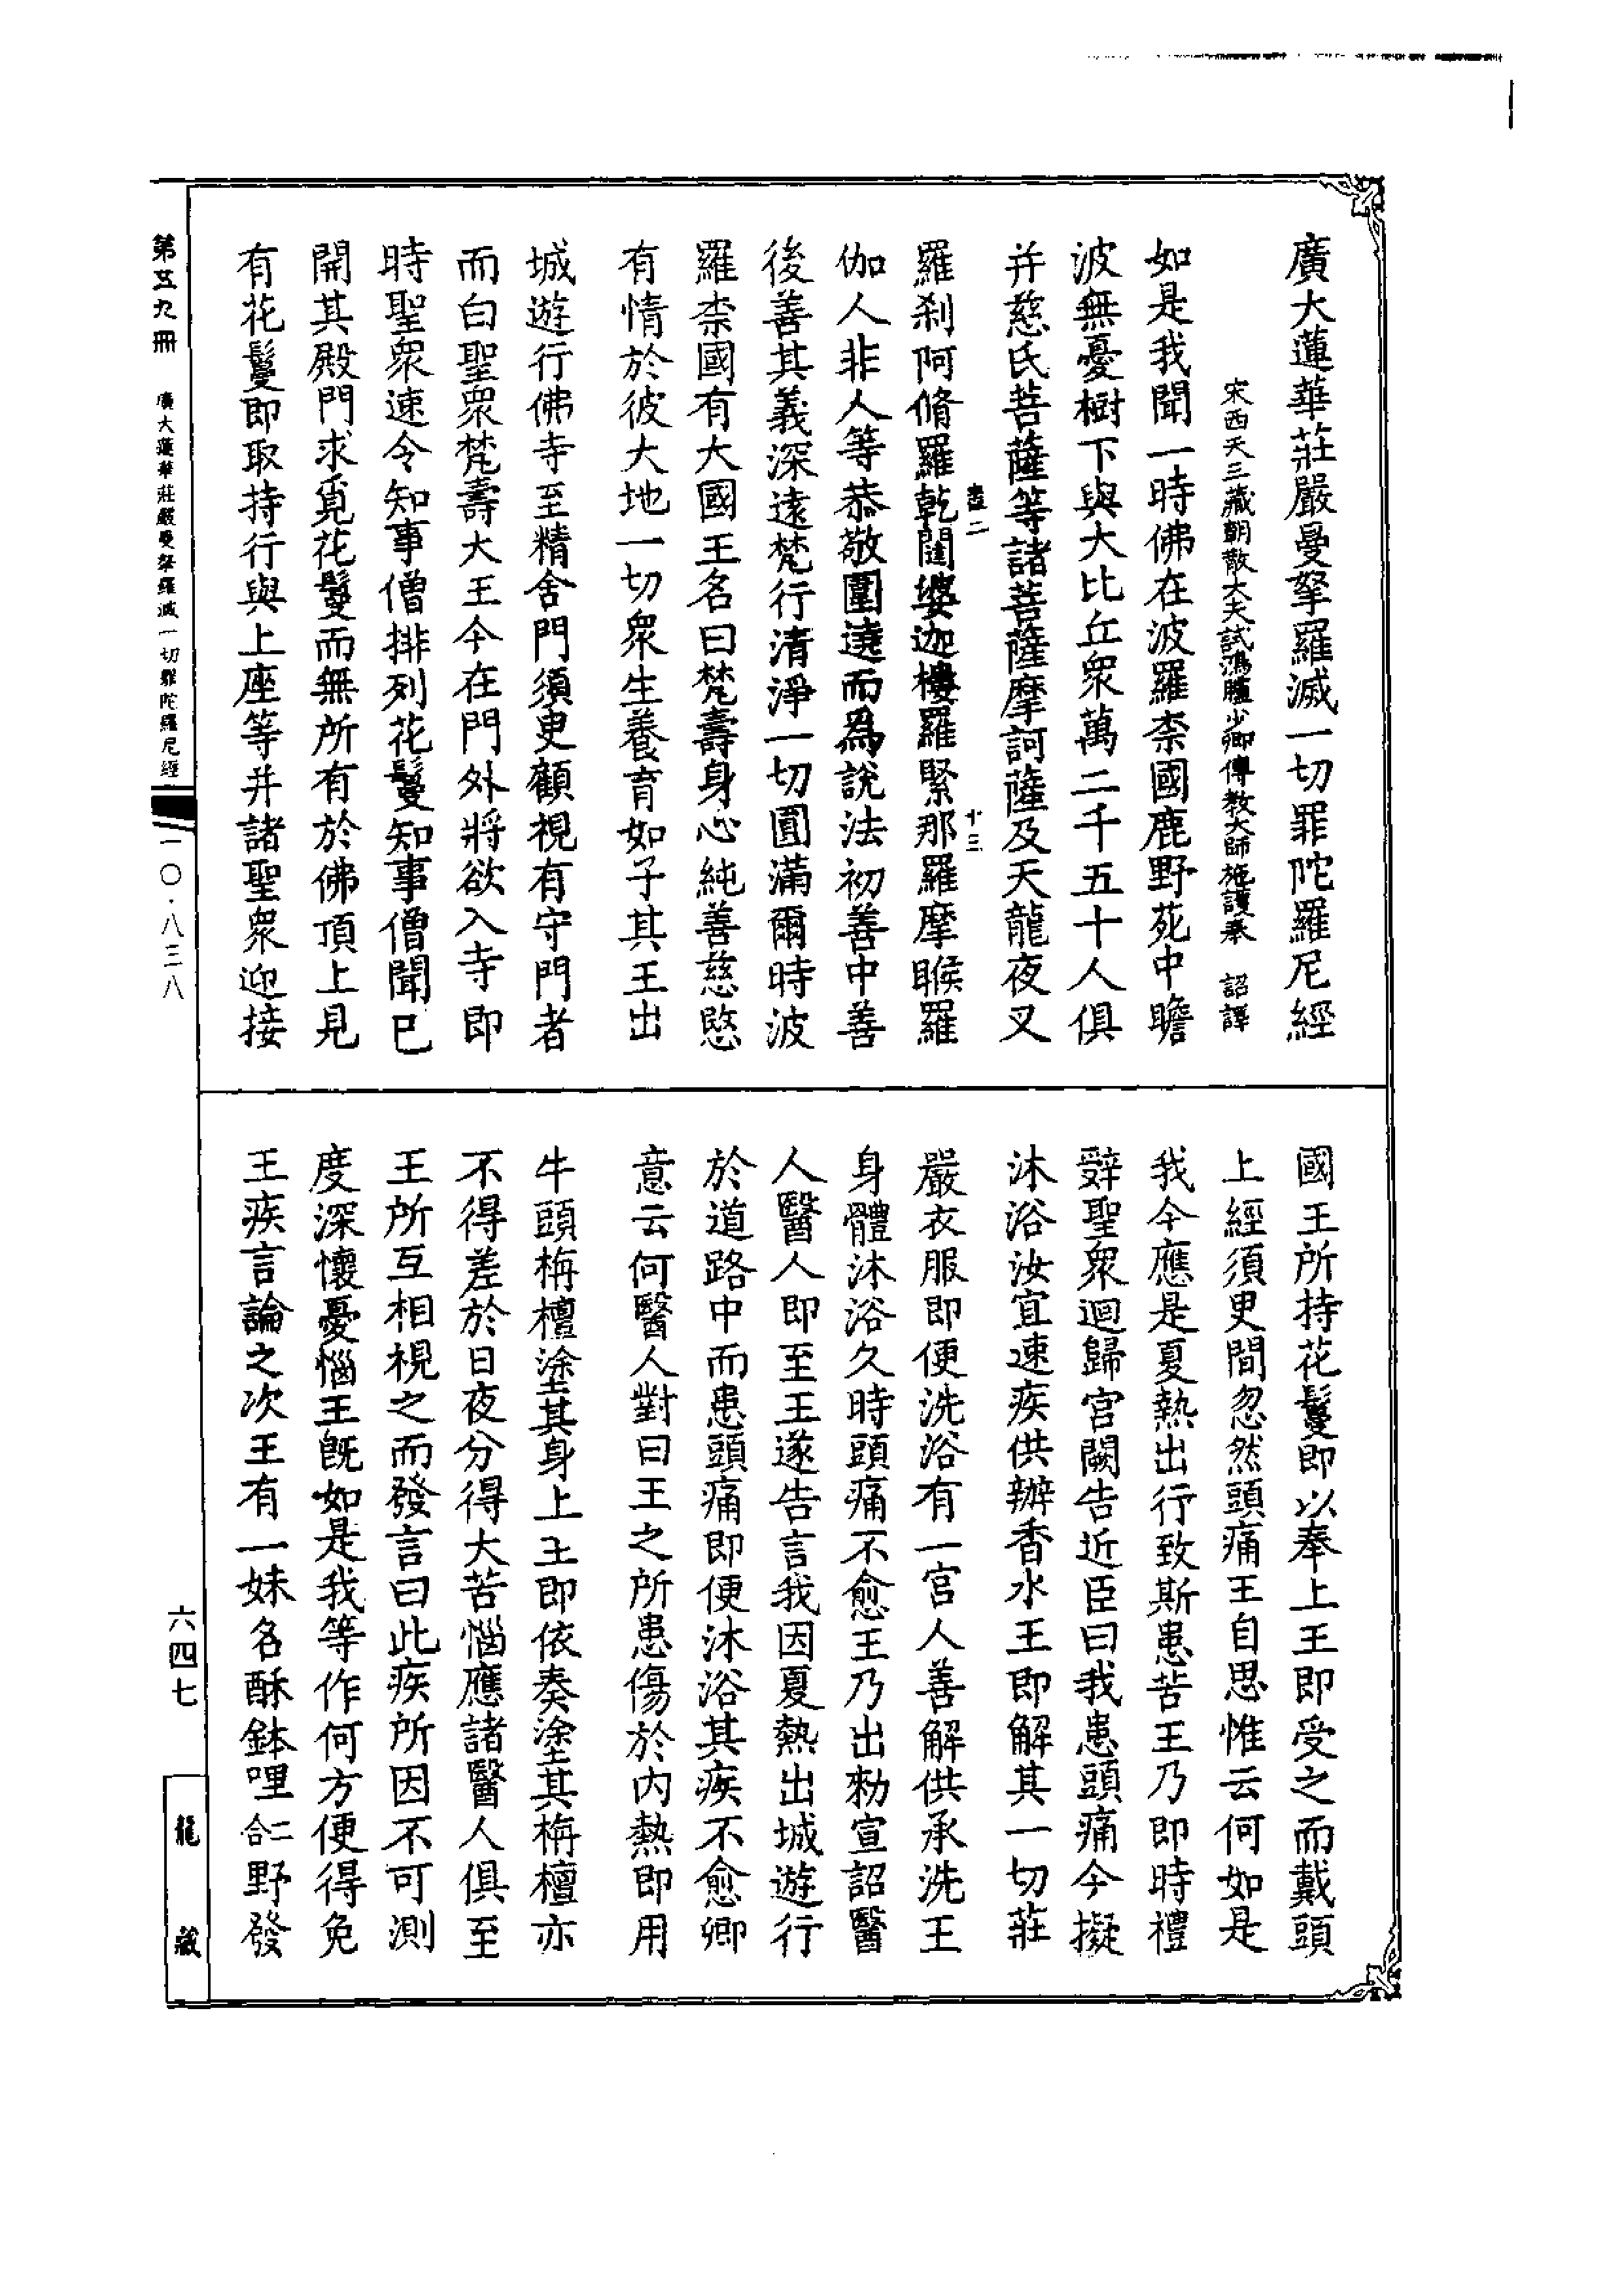 廣大蓮華莊嚴曼拏羅滅一切罪陀羅尼經
宋西天三藏朝散大夫試鴻臚少卿傳教大師施護奉　詔譯
如是我聞一時佛在波羅柰國鹿野苑中瞻
波無憂樹下與大比丘衆萬二千五十人俱
并慈氏菩薩等諸菩薩摩訶薩及天龍夜叉
羅刹阿脩羅乾闥婆迦樓羅緊那羅摩睺羅
伽人非人等恭敬圍遶而爲說法初善中善
後善其義深遠梵行清淨一切圓滿爾時波
羅柰國有大國王名曰梵壽身心純善慈愍
有情於彼大地一切衆生養育如子其王出
城遊行佛寺至精舍門須臾顧視有守門者
而白聖衆梵壽大王今在門外將欲入寺即
時聖衆速令知事僧排列花鬘知事僧聞已
開其殿門求覓花鬘而無所有於佛頂上見
有花鬘即取持行與上座等并諸聖衆迎接
國王所持花鬘即以奉上王即受之而戴頭
上經須臾間忽然頭痛王自思惟云何如是
我今應是夏熱出行致斯患苦王乃即時禮
辭聖衆迴歸宮闕告近臣曰我患頭痛今擬
沐浴汝宜速疾供辦香水王即解其一切莊
嚴衣服即便洗浴有一宮人善解供承洗王
身體沐浴久時頭痛不愈王乃出勑宣詔醫
人醫人即至王遂告言我因夏熱出城遊行
於道路中而患頭痛即便沐浴其疾不愈卿
意云何醫人對曰王之所患傷於内熱即用
牛頭栴檀塗其身上王即依奏塗其栴檀亦
不得差於日夜分得大苦惱應諸醫人俱至
王所互相視之而發言曰此疾所因不可測
度深懷憂惱王既如是我等作何方便得免
王疾言論之次王有一妹名酥鉢哩二合野發
第五九冊　廣大蓮華莊嚴曼拏羅滅一切罪陀羅尼經
一〇·八三八
六四七
龍藏